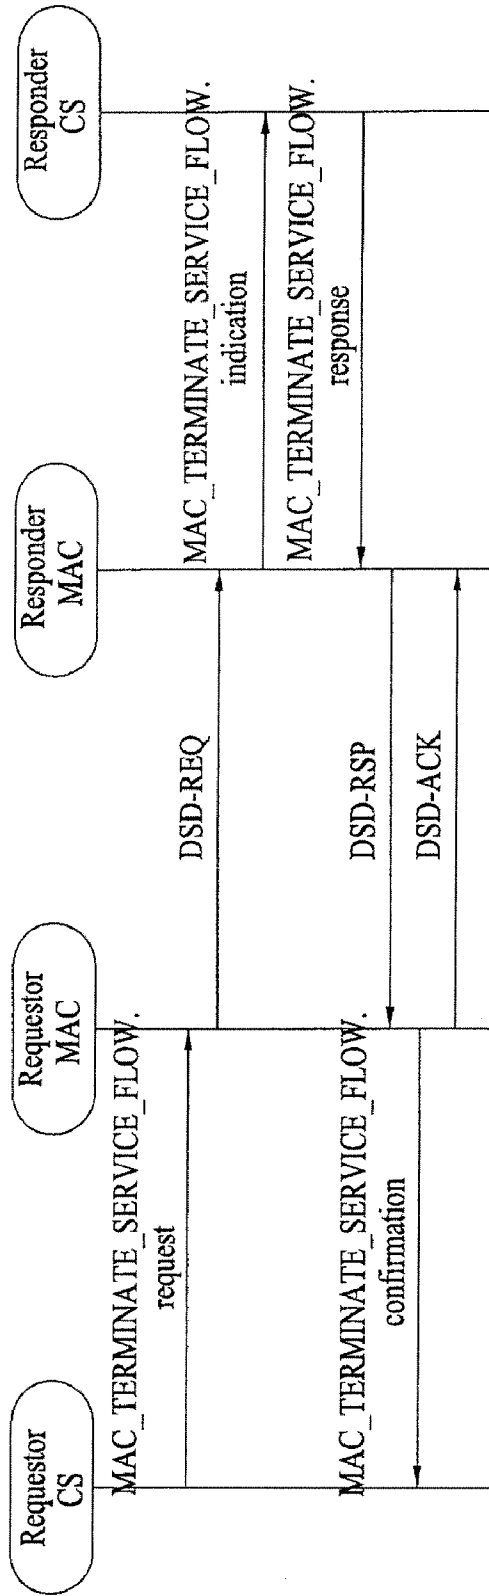 Requestor
CS
Requestor
MAC
Responder
MAC
Responder
CS
MAC_TERMINATE_SERVICE_FLOW.
request
DSD-REQ
MAC_TERMINATE_SERVICE_FLOW.
indication
MAC_TERMINATE_SERVICE_FLOW.
response
DSD-RSP
MAC_TERMINATE_SERVICE_FLOW.
confirmation
DSD-ACK